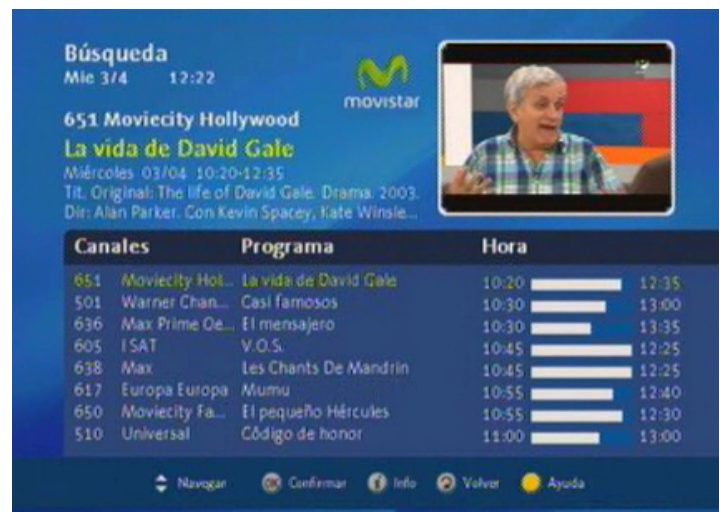 Búsqueda
Mie 3/4 12:22
movistar
651 Moviecity Hollywood
La vida de David Gale
Miércoles 03/04 10:20-12:35
Tit. Original: The life of David Gale. Drama. 2003.
Dir: Alan Parker. Con Kevin Spacey, Kate Winsle...
Canales Programa Hora
651 Moviecity Hol... La vida de David Gale 10:20 12:35
501 Warner Chan... Casi famosos 10:30 13:00
636 Max Prime Oe... El mensajero 10:30 13:35
605 I SAT V.O.S. 10:45 12:25
638 Max Les Chants De Mandrin 10:45 12:25
617 Europa Europa Mumu 10:55 12:40
650 Moviecity Fa... El pequeño Hércules 10:55 12:30
510 Universal Código de honor 11:00 13:00
Navegar OK Confirmar i Info Volver Ayuda